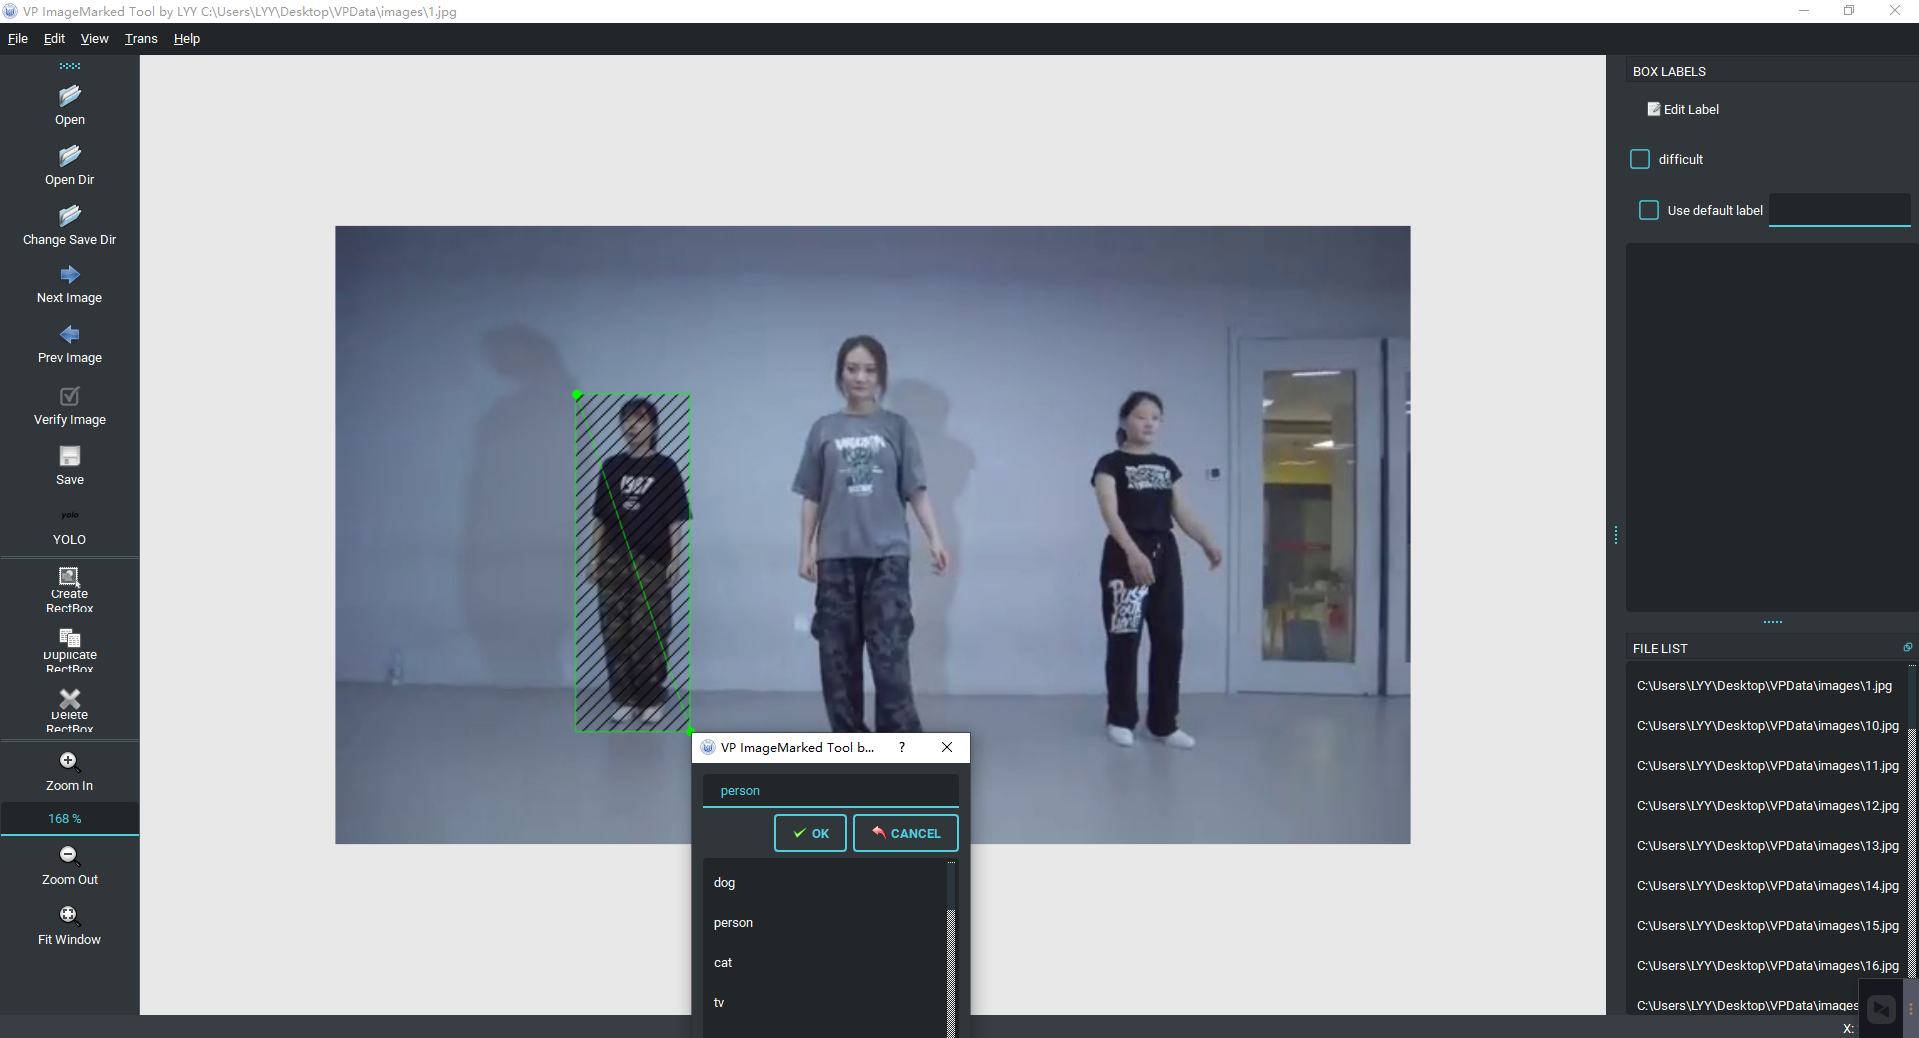 VP ImageMarked Tool by LYY C:\Users\LYY\Desktop\VPData\images\1.jpg
File Edit View Trans Help
Open
Open Dir
Change Save Dir
Next Image
Prev Image
Verify Image
Save
yolo
YOLO
Create
RectBox
Duplicate
RectBox
Delete
RectBox
Zoom In
168 %
Zoom Out
Fit Window
1987
PUSH
YOUR
VP ImageMarked Tool b...
?
person
OK
CANCEL
dog
person
cat
tv
BOX LABELS
Edit Label
difficult
Use default label
FILE LIST
C:\Users\LYY\Desktop\VPData\images\1.jpg
C:\Users\LYY\Desktop\VPData\images\10.jpg
C:\Users\LYY\Desktop\VPData\images\11.jpg
C:\Users\LYY\Desktop\VPData\images\12.jpg
C:\Users\LYY\Desktop\VPData\images\13.jpg
C:\Users\LYY\Desktop\VPData\images\14.jpg
C:\Users\LYY\Desktop\VPData\images\15.jpg
C:\Users\LYY\Desktop\VPData\images\16.jpg
C:\Users\LYY\Desktop\VPData\images
X: